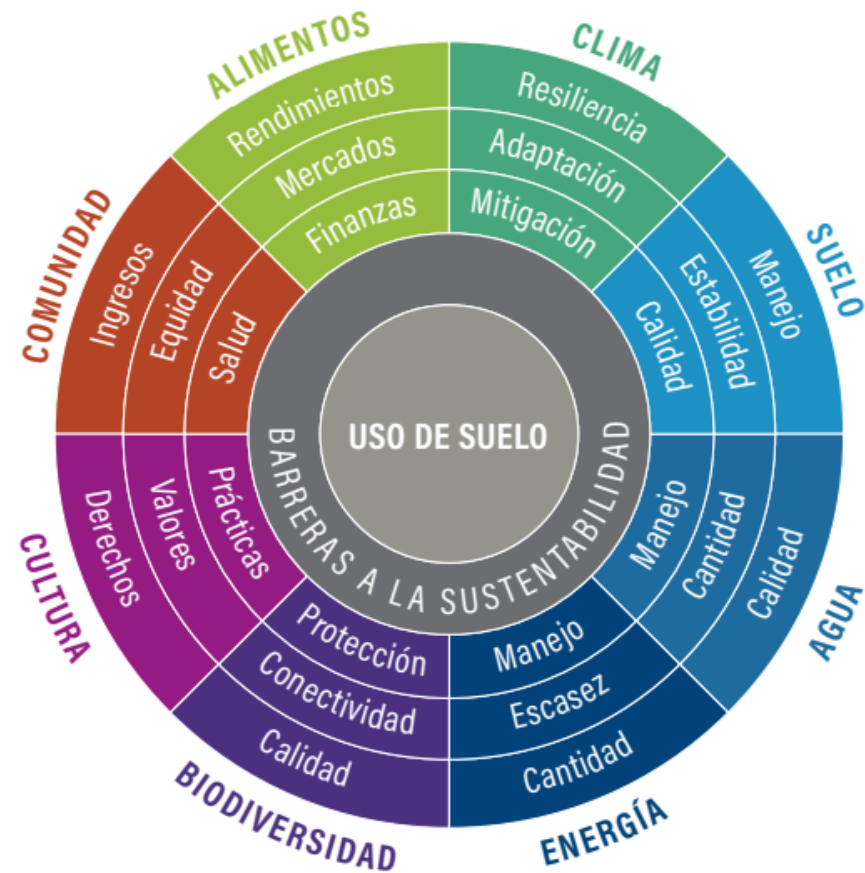 ALIMENTOS
Rendimientos
Mercados
Finanzas
CLIMA
Resiliencia
Adaptación
Mitigación
SUELO
Manejo
Estabilidad
Calidad
AGUA
Calidad
Cantidad
Manejo
ENERGÍA
Manejo
Escasez
Cantidad
BIODIVERSIDAD
Protección
Conectividad
Calidad
CULTURA
Derechos
Valores
Prácticas
COMUNIDAD
Ingresos
Equidad
Salud
USO DE SUELO
BARRERAS A LA SUSTENTABILIDAD